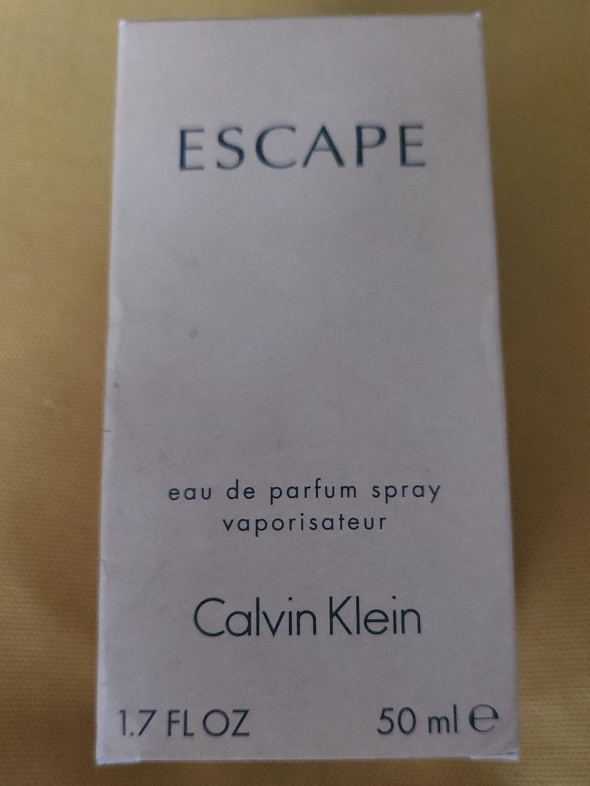 ESCAPE
eau de parfum spray
vaporisateur
Calvin Klein
1.7 FL OZ 50 ml ℮